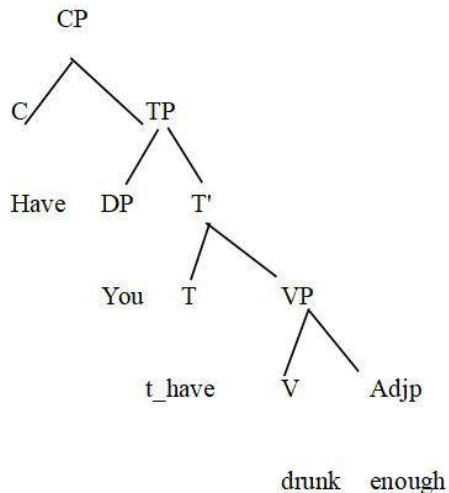 CP
C TP
Have DP T'
You T VP
t_have V Adjp
drunk enough